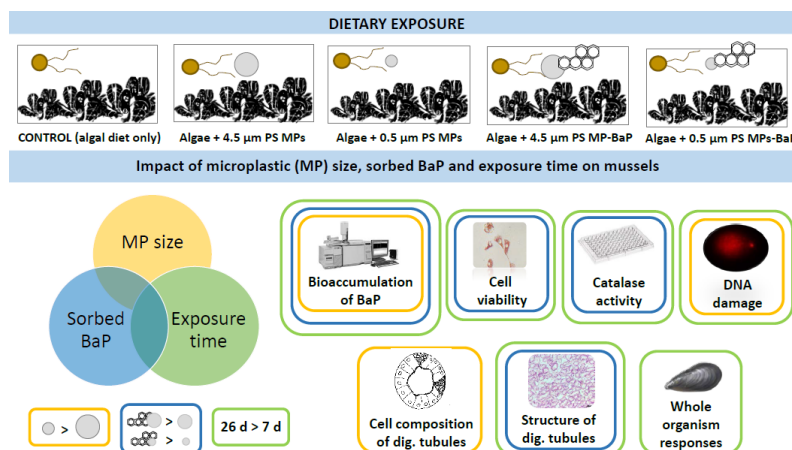 DIETARY EXPOSURE
CONTROL (algal diet only)
Algae + 4.5 µm PS MPs
Algae + 0.5 µm PS MPs
Algae + 4.5 µm PS MP-BaP
Algae + 0.5 µm PS MPs-BaP
Impact of microplastic (MP) size, sorbed BaP and exposure time on mussels
MP size
Sorbed
BaP
Exposure
time
Bioaccumulation
of BaP
Cell
viability
Catalase
activity
DNA
damage
Cell composition
of dig. tubules
Structure of
dig. tubules
Whole
organism
responses
>
>
>
26 d > 7 d